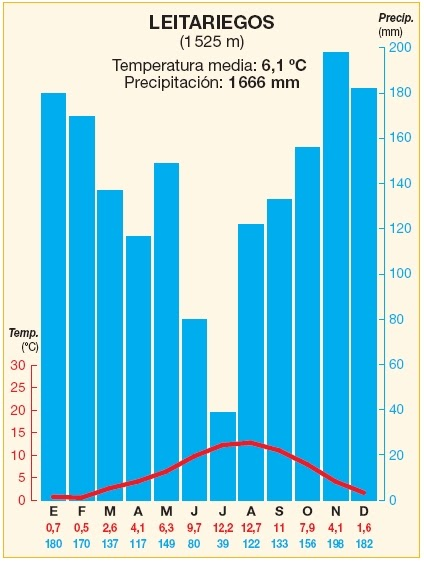 LEITARIEGOS
(1 525 m)
Temperatura media: 6,1 ºC
Precipitación: 1 666 mm
Precip.
(mm)
200
180
160
140
120
100
80
60
40
20
0
Temp.
(°C)
30
25
20
15
10
5
0
E F M A M J J A S O N D
0,7 0,5 2,6 4,1 6,3 9,7 12,2 12,7 11 7,9 4,1 1,6
180 170 137 117 149 80 39 122 133 156 198 182